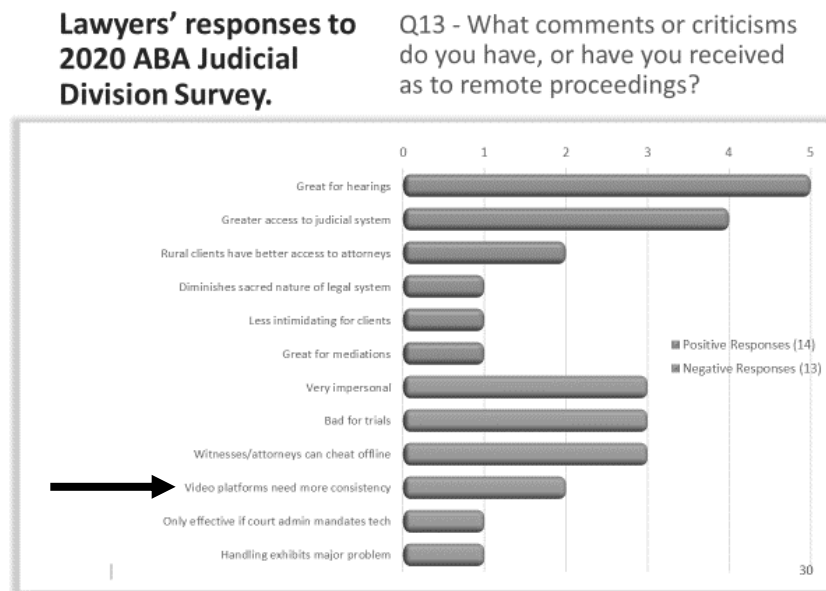 Lawyers' responses to
2020 ABA Judicial
Division Survey.
Q13 - What comments or criticisms
do you have, or have you received
as to remote proceedings?
0 1 2 3 4 5
Great for hearings
Greater access to judicial system
Rural clients have better access to attorneys
Diminishes sacred nature of legal system
Less intimidating for clients
Great for mediations
Very impersonal
Bad for trials
Witnesses/attorneys can cheat offline
Video platforms need more consistency
Only effective if court admin mandates tech
Handling exhibits major problem
Positive Responses (14)
Negative Responses (13)
30